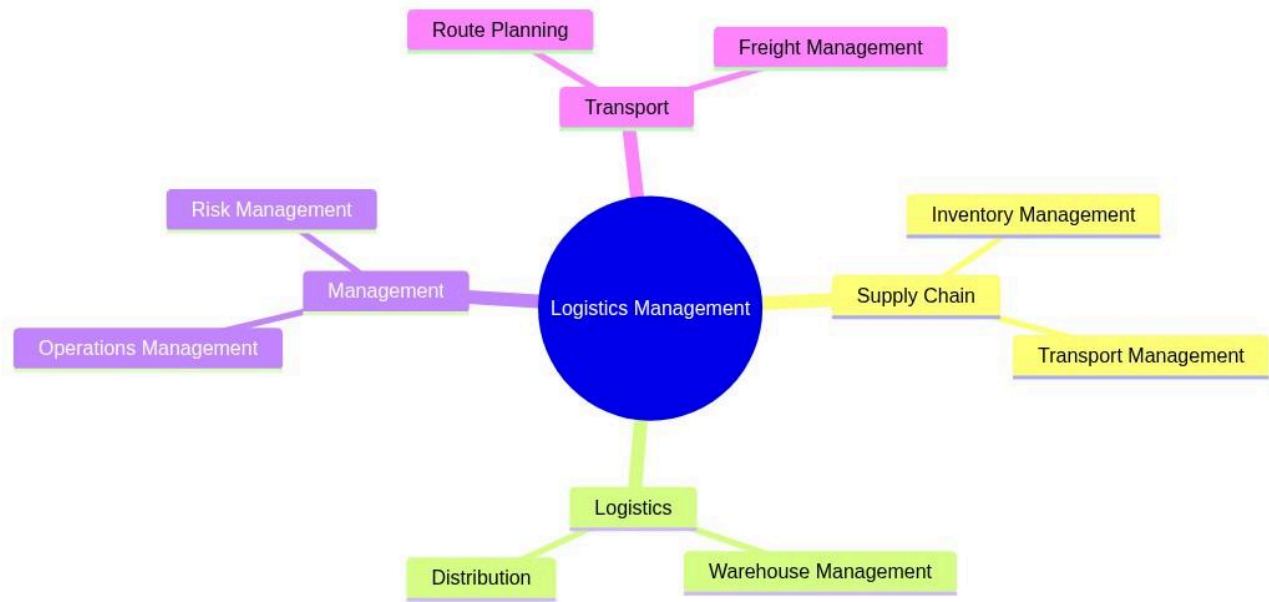 Route Planning
Freight Management
Transport
Risk Management
Inventory Management
Management
Supply Chain
Logistics Management
Operations Management
Transport Management
Logistics
Distribution
Warehouse Management